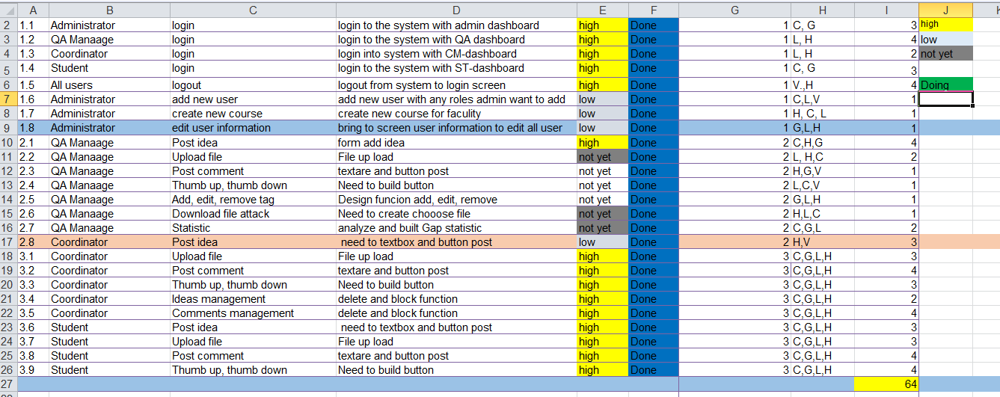 A B C D E F G H I J
2 1.1 Administrator login login to the system with admin dashboard high Done 1 C, G 3 high
3 1.2 QA Manaage login login to the system with QA dashboard high Done 1 L, H 4 low
4 1.3 Coordinator login login into system with CM-dashboard high Done 1 L, H 2 not yet
5 1.4 Student login login to the system with ST-dashboard high Done 1 C, G 3
6 1.5 All users logout logout from system to login screen high Done 1 V.,H 4 Doing
7 1.6 Administrator add new user add new user with any roles admin want to add low Done 1 C,L,V 1
8 1.7 Administrator create new course create new course for faculity low Done 1 H, C, L 1
9 1.8 Administrator edit user information bring to screen user information to edit all user low Done 1 G,L,H 1
10 2.1 QA Manaage Post idea form add idea high Done 2 C,H,G 4
11 2.2 QA Manaage Upload file File up load not yet Done 2 L, H,C 2
12 2.3 QA Manaage Post comment textare and button post not yet Done 2 H,G,V 1
13 2.4 QA Manaage Thumb up, thumb down Need to build button not yet Done 2 L,C,V 1
14 2.5 QA Manaage Add, edit, remove tag Design funcion add, edit, remove not yet Done 2 G,L,H 1
15 2.6 QA Manaage Download file attack Need to create chooose file not yet Done 2 H,L,C 1
16 2.7 QA Manaage Statistic analyze and built Gap statistic not yet Done 2 C,G,L 2
17 2.8 Coordinator Post idea need to textbox and button post low Done 2 H,V 3
18 3.1 Coordinator Upload file File up load high Done 3 C,G,L,H 3
19 3.2 Coordinator Post comment textare and button post high Done 3 C,G,L,H 4
20 3.3 Coordinator Thumb up, thumb down Need to build button high Done 3 C,G,L,H 3
21 3.4 Coordinator Ideas management delete and block function high Done 3 C,G,L,H 2
22 3.5 Coordinator Comments management delete and block function high Done 3 C,G,L,H 4
23 3.6 Student Post idea need to textbox and button post high Done 3 C,G,L,H 3
24 3.7 Student Upload file File up load high Done 3 C,G,L,H 3
25 3.8 Student Post comment textare and button post high Done 3 C,G,L,H 4
26 3.9 Student Thumb up, thumb down Need to build button high Done 3 C,G,L,H 4
27 64